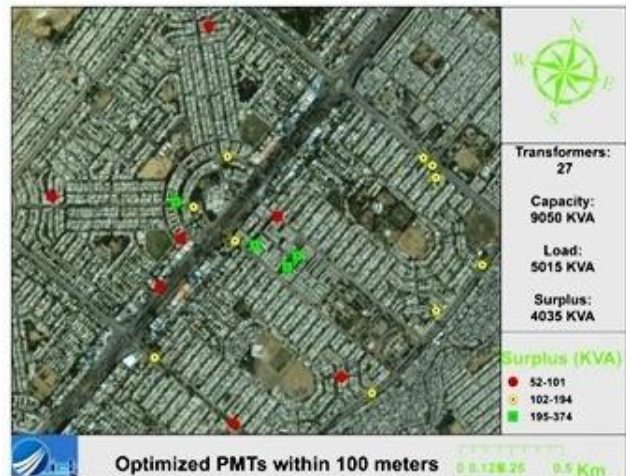 N
W
E
S
Transformers:
27
Capacity:
9050 KVA
Load:
5015 KVA
Surplus:
4035 KVA
Surplus (KVA)
52-101
102-194
195-374
Optimized PMTs within 100 meters
0.5 Km